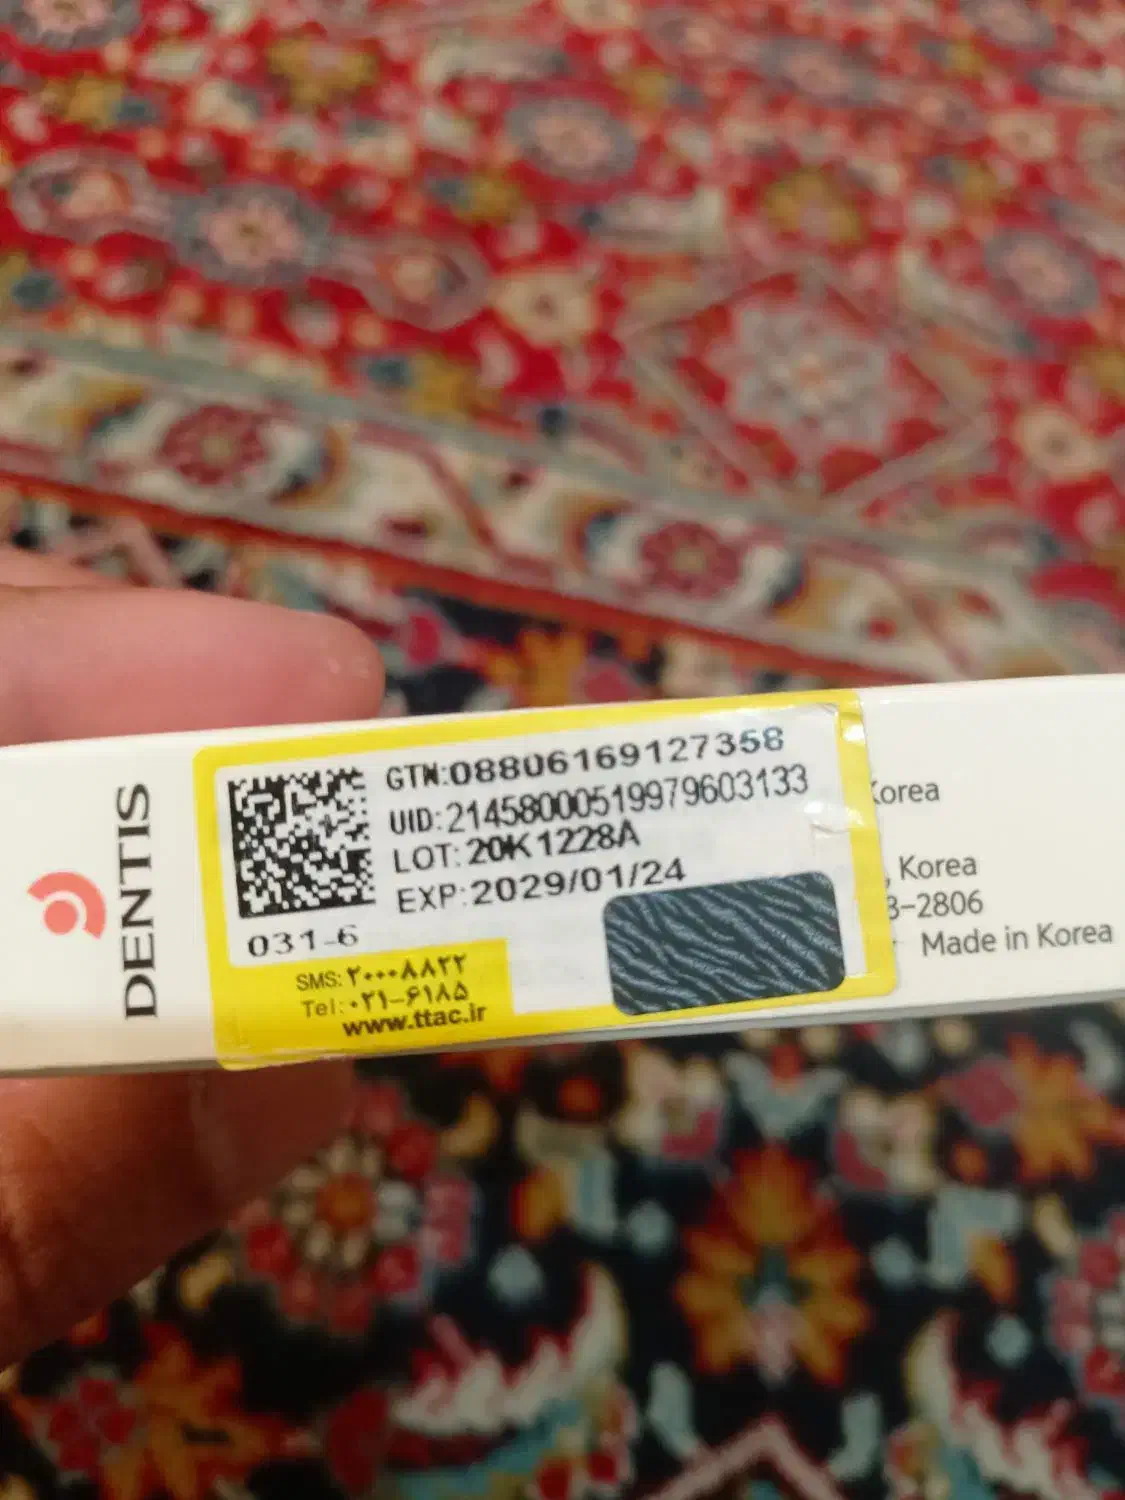 DENTIS
GTN:08806169127358
UID:21458000519979603133
LOT:20K1228A
EXP:2029/01/24
031-6
SMS:۲۰۰۰۸۸۲۲
Tel:۰۲۱-۶۱۸۵
www.ttac.ir
Korea
, Korea
3-2806
Made in Korea